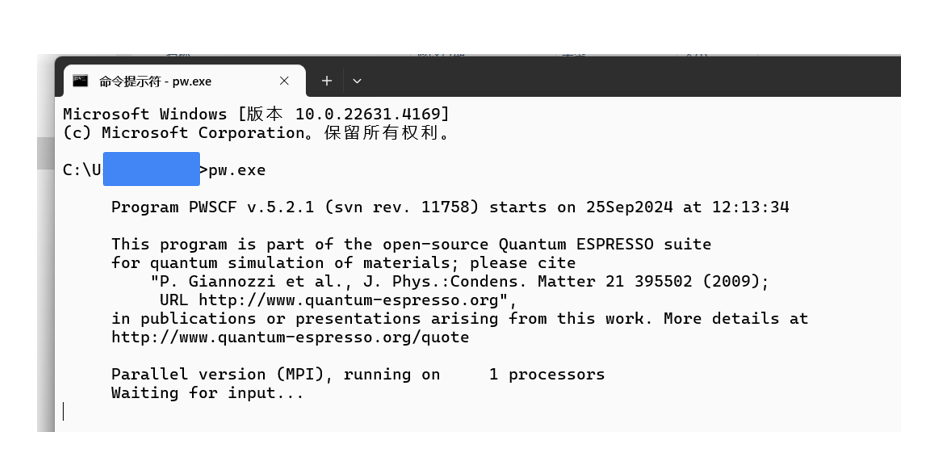 命令提示符 - pw.exe
Microsoft Windows [版本 10.0.22631.4169]
(c) Microsoft Corporation。保留所有权利。
C:\U >pw.exe
Program PWSCF v.5.2.1 (svn rev. 11758) starts on 25Sep2024 at 12:13:34
This program is part of the open-source Quantum ESPRESSO suite
for quantum simulation of materials; please cite
"P. Giannozzi et al., J. Phys.:Condens. Matter 21 395502 (2009);
URL http://www.quantum-espresso.org",
in publications or presentations arising from this work. More details at
http://www.quantum-espresso.org/quote
Parallel version (MPI), running on     1 processors
Waiting for input...